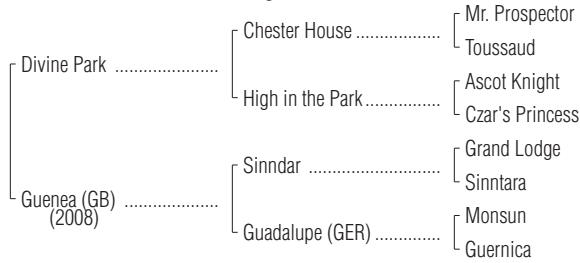 Mr. Prospector
Chester House ..................
Toussaud
Divine Park ......................
Ascot Knight
High in the Park................
Czar's Princess
Grand Lodge
Sinndar ............................
Sinntara
Guenea (GB) ....................
(2008)
Monsun
Guadalupe (GER)..............
Guernica